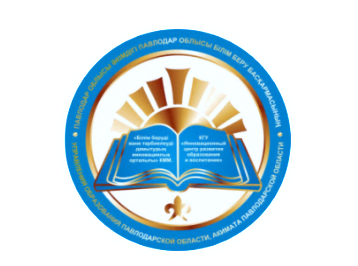 ПАВЛОДАР ОБЛЫСЫ ӘКІМДІГІ ПАВЛОДАР ОБЛЫСЫ БІЛІМ БЕРУ БАСҚАРМАСЫНЫҢ
УПРАВЛЕНИЯ ОБРАЗОВАНИЯ ПАВЛОДАРСКОЙ ОБЛАСТИ, АКИМАТА ПАВЛОДАРСКОЙ ОБЛАСТИ
«Білім беруді
және тәрбиелеуді
дамытудың
инновациялық
орталығы» КММ
КГУ
«Инновационный
центр развития
образования
и воспитания»